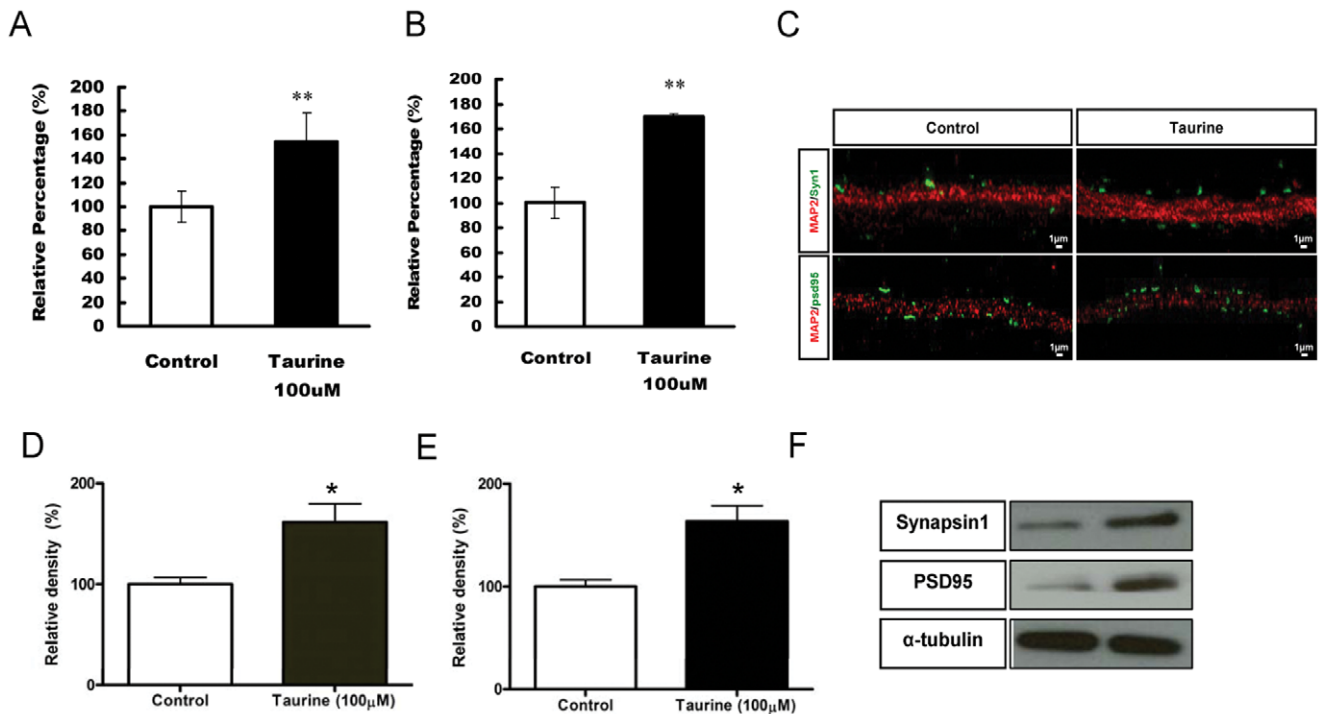 A
B
C
Relative Percentage (%)
200
180
160
140
120
100
80
60
40
20
0
**
Control
Taurine
100uM
Relative Percentage (%)
200
180
160
140
120
100
80
60
40
20
0
**
Control
Taurine
100uM
Control
Taurine
MAP2/Syn1
1μm
1μm
MAP2/psd95
1μm
1μm
D
E
F
Relative density (%)
200
100
0
*
Control
Taurine (100μM)
Relative density (%)
200
100
0
*
Control
Taurine (100μM)
Synapsin1
PSD95
α-tubulin